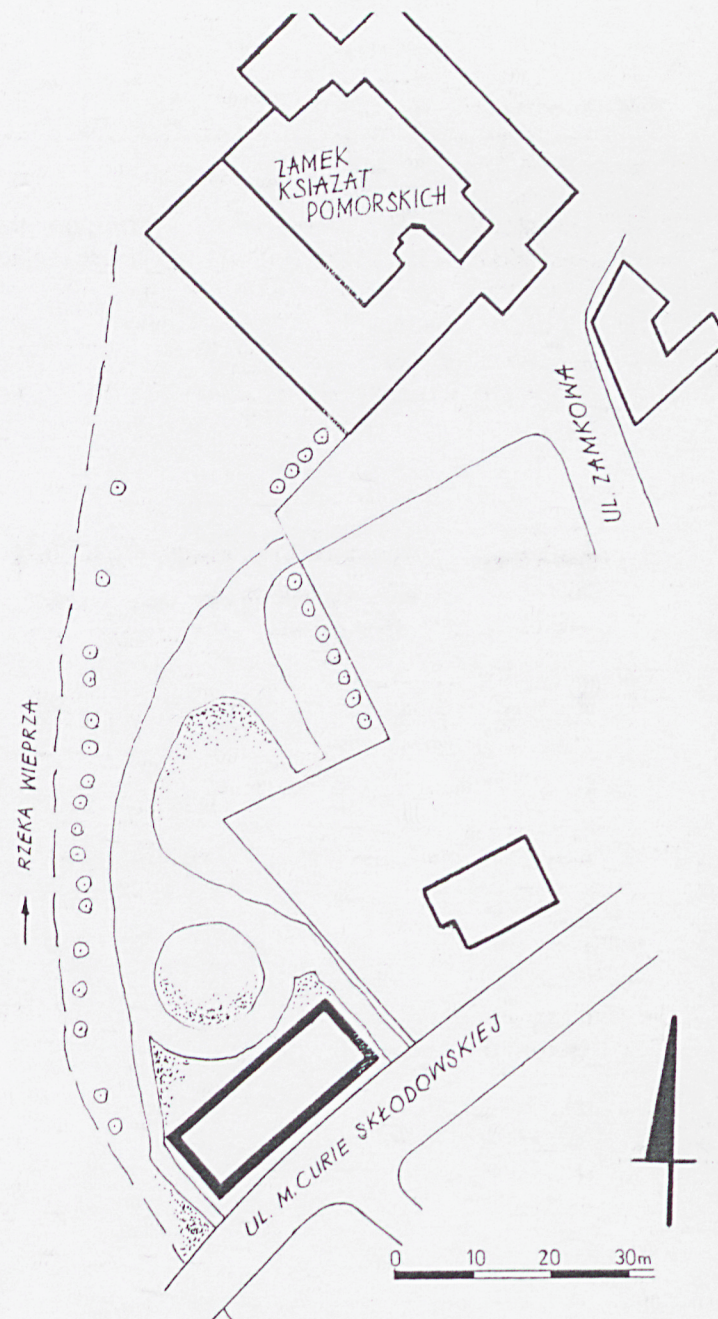 ZAMEK
KSIAZAT
POMORSKICH
UL. ZAMKOWA
RZEKA WIEPRZA
UL. M. CURIE SKŁODOWSKIEJ
0 10 20 30m